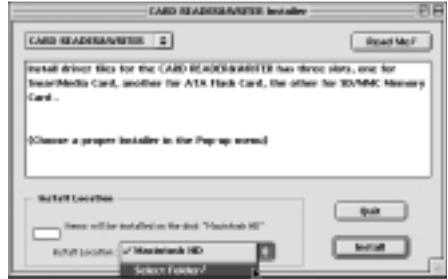 CARD READER&WRITER Installer
CARD READER&WRITER
Read Me?
Install driver files for the CARD READER&WRITER has three slots, one for
SmartMedia Card, another for ATA Flash Card, the other for SD/MMC Memory
Card .
(Choose a proper installer in the Pop-up menu)
Install Location
Items will be installed on the disk "Macintosh HD"
Quit
Install Location: ✓ Macintosh HD
Install
Select Folder?